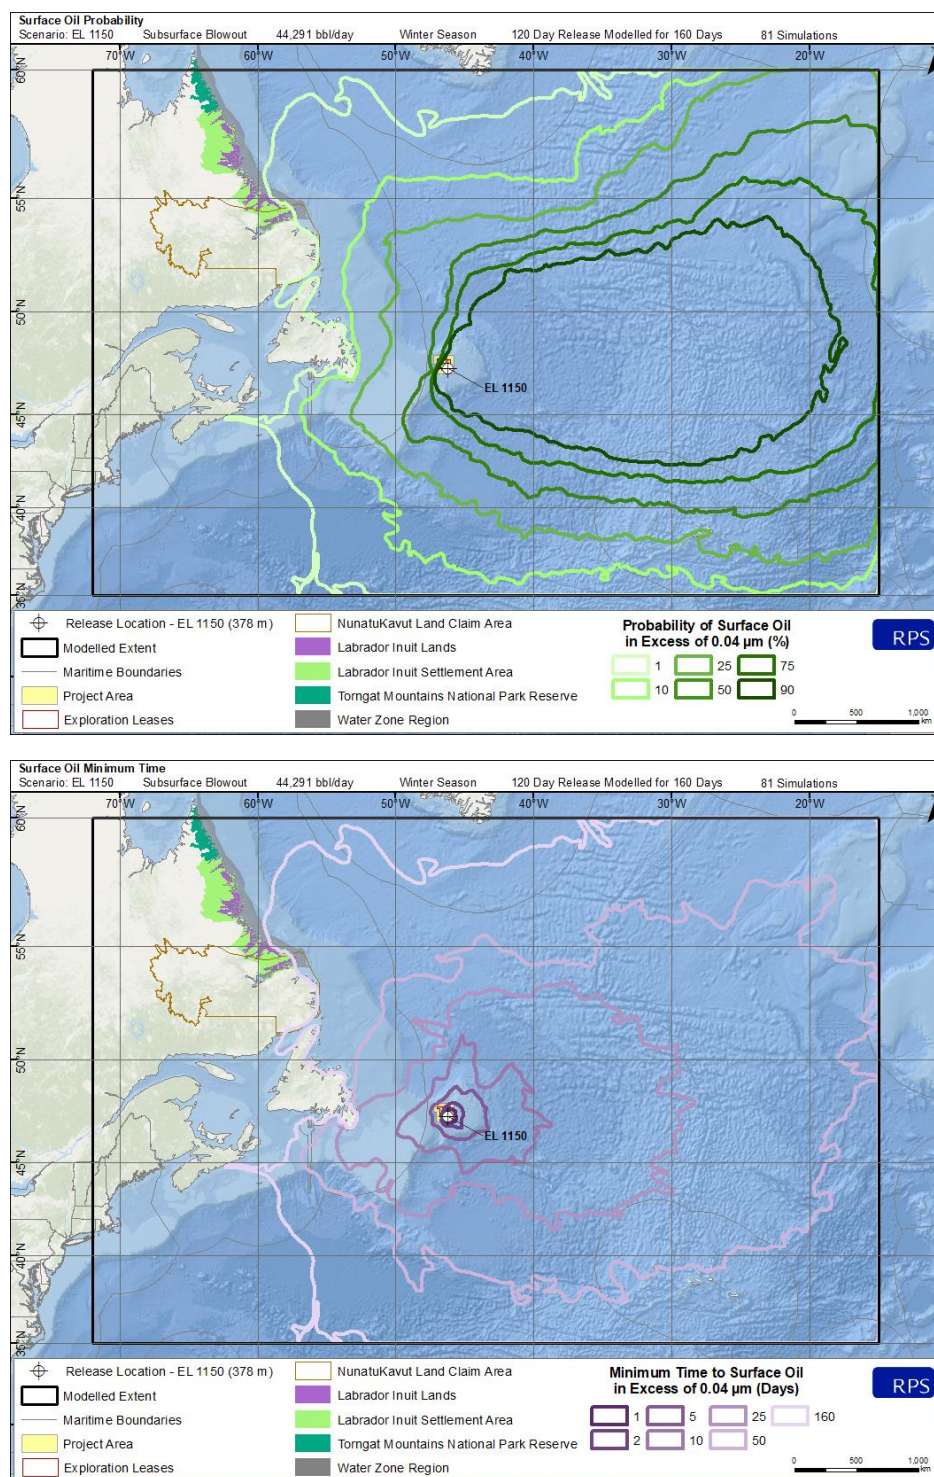 Surface Oil Probability
Scenario: EL 1150 Subsurface Blowout 44,291 bbl/day Winter Season 120 Day Release Modelled for 160 Days 81 Simulations
70°W 60°W 50°W 40°W 30°W 20°W
60°N
55°N
50°N
EL 1150
45°N
40°N
35°N
Release Location - EL 1150 (378 m)
Modelled Extent
Maritime Boundaries
Project Area
Exploration Leases
NunatuKavut Land Claim Area
Labrador Inuit Lands
Labrador Inuit Settlement Area
Torngat Mountains National Park Reserve
Water Zone Region
Probability of Surface Oil
in Excess of 0.04 µm (%)
1 25 75
10 50 90
RPS
0 500 1,000
km
Surface Oil Minimum Time
Scenario: EL 1150 Subsurface Blowout 44,291 bbl/day Winter Season 120 Day Release Modelled for 160 Days 81 Simulations
70°W 60°W 50°W 40°W 30°W 20°W
60°N
55°N
50°N
EL 1150
45°N
40°N
35°N
Release Location - EL 1150 (378 m)
Modelled Extent
Maritime Boundaries
Project Area
Exploration Leases
NunatuKavut Land Claim Area
Labrador Inuit Lands
Labrador Inuit Settlement Area
Torngat Mountains National Park Reserve
Water Zone Region
Minimum Time to Surface Oil
in Excess of 0.04 µm (Days)
1 5 25 160
2 10 50
RPS
0 500 1,000
km